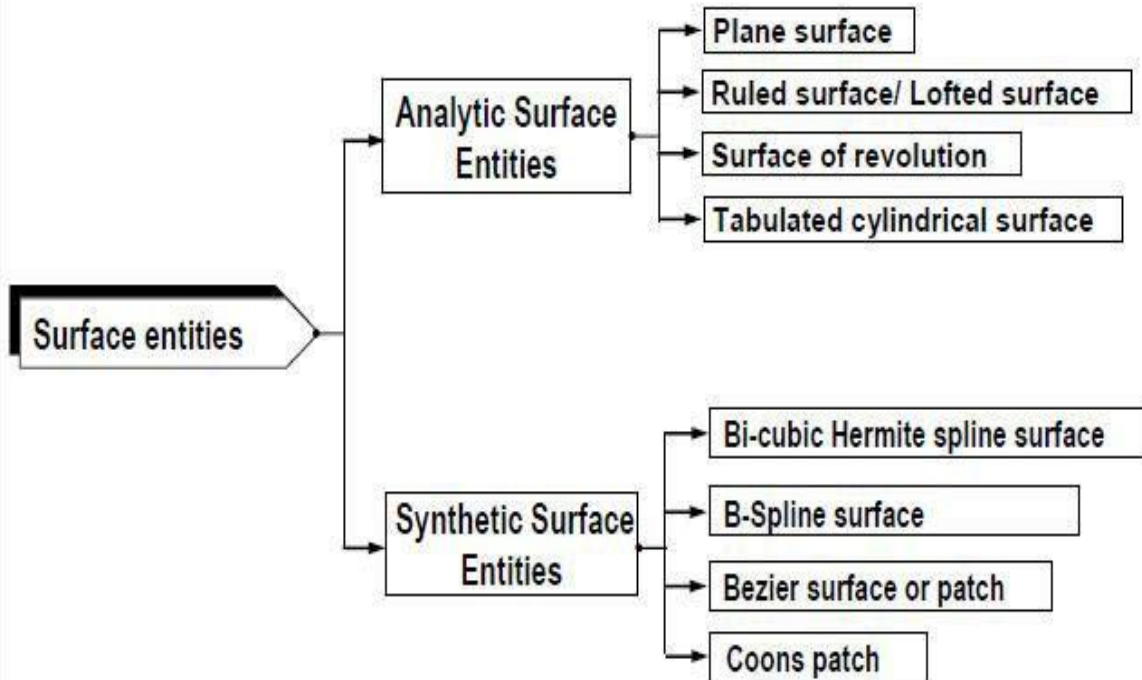 Surface entities
Analytic Surface
Entities
Plane surface
Ruled surface/ Lofted surface
Surface of revolution
Tabulated cylindrical surface
Synthetic Surface
Entities
Bi-cubic Hermite spline surface
B-Spline surface
Bezier surface or patch
Coons patch